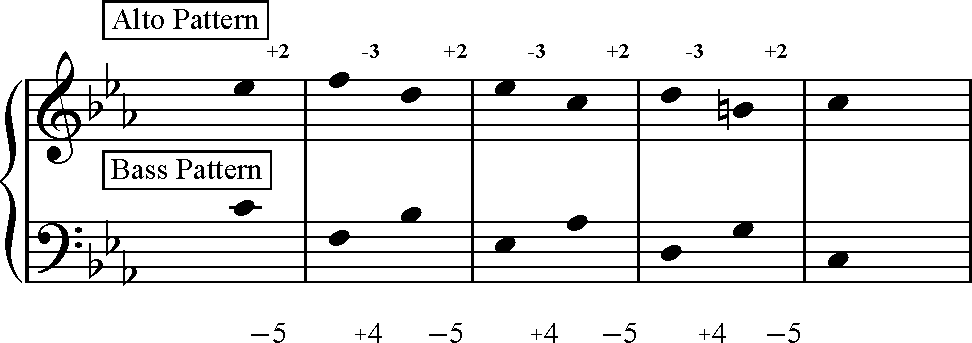 Alto Pattern
+2 -3 +2 -3 +2 -3 +2
Bass Pattern
−5 +4 −5 +4 −5 +4 −5